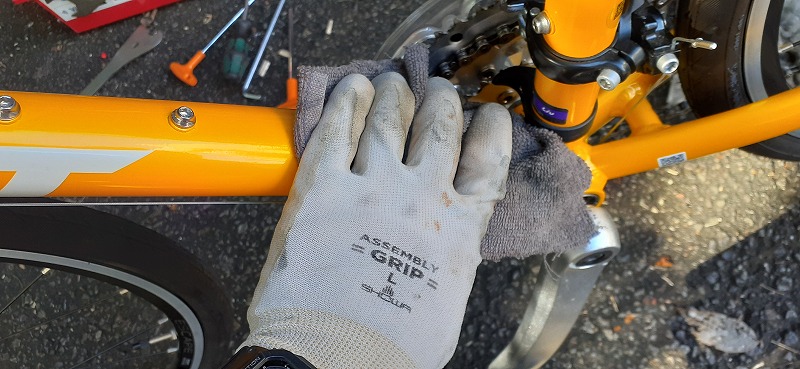 ASSEMBLY
= GRIP =
L
SHOWA